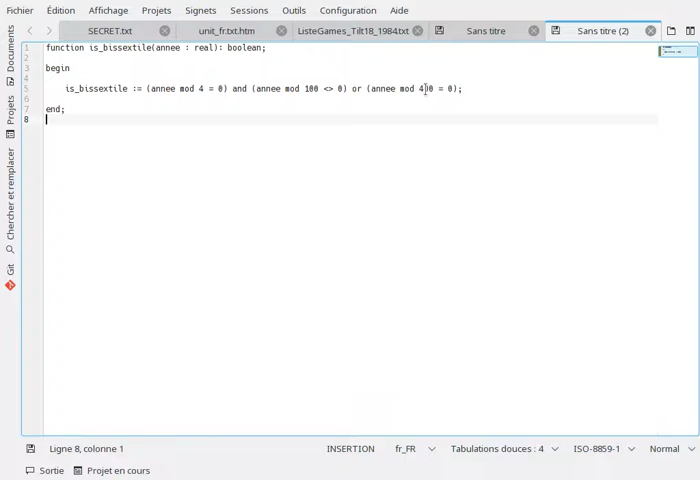 Fichier Édition Affichage Projets Signets Sessions Outils Configuration Aide
SECRET.txt unit_fr.txt.htm ListeGames_Tilt18_1984.txt Sans titre Sans titre (2)
Documents
Projets
Chercher et remplacer
Git
1 function is_bissextile(annee : real): boolean;
2
3 begin
4
5 is_bissextile := (annee mod 4 = 0) and (annee mod 100 <> 0) or (annee mod 400 = 0);
6
7 end;
8
Ligne 8, colonne 1 INSERTION fr_FR Tabulations douces : 4 ISO-8859-1 Normal
Sortie Projet en cours